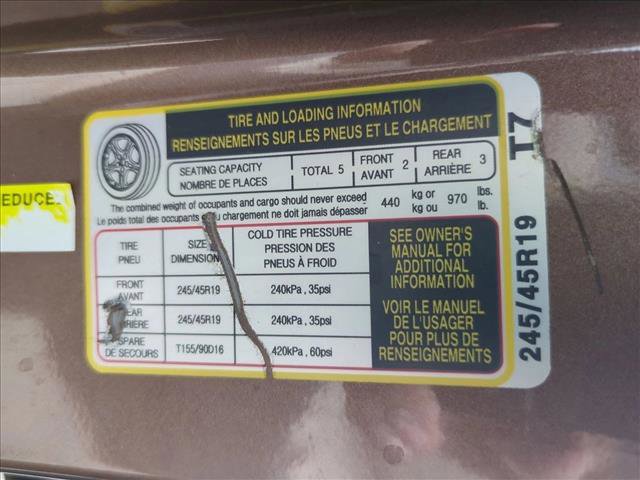 EDUCE
TIRE AND LOADING INFORMATION
RENSEIGNEMENTS SUR LES PNEUS ET LE CHARGEMENT
SEATING CAPACITY
NOMBRE DE PLACES
TOTAL 5
FRONT
AVANT 2
REAR
ARRIÈRE 3
The combined weight of occupants and cargo should never exceed
Le poids total des occupants du chargement ne doit jamais dépasser
440 kg or 970 lbs.
kg ou lb.
TIRE
PNEU
SIZE
DIMENSION
COLD TIRE PRESSURE
PRESSION DES
PNEUS À FROID
FRONT
AVANT
245/45R19
240kPa, 35psi
REAR
ARRIÈRE
245/45R19
240kPa, 35psi
SPARE
DE SECOURS
T155/90D16
420kPa, 60psi
SEE OWNER'S
MANUAL FOR
ADDITIONAL
INFORMATION
VOIR LE MANUEL
DE L'USAGER
POUR PLUS DE
RENSEIGNEMENTS
245/45R19 T7